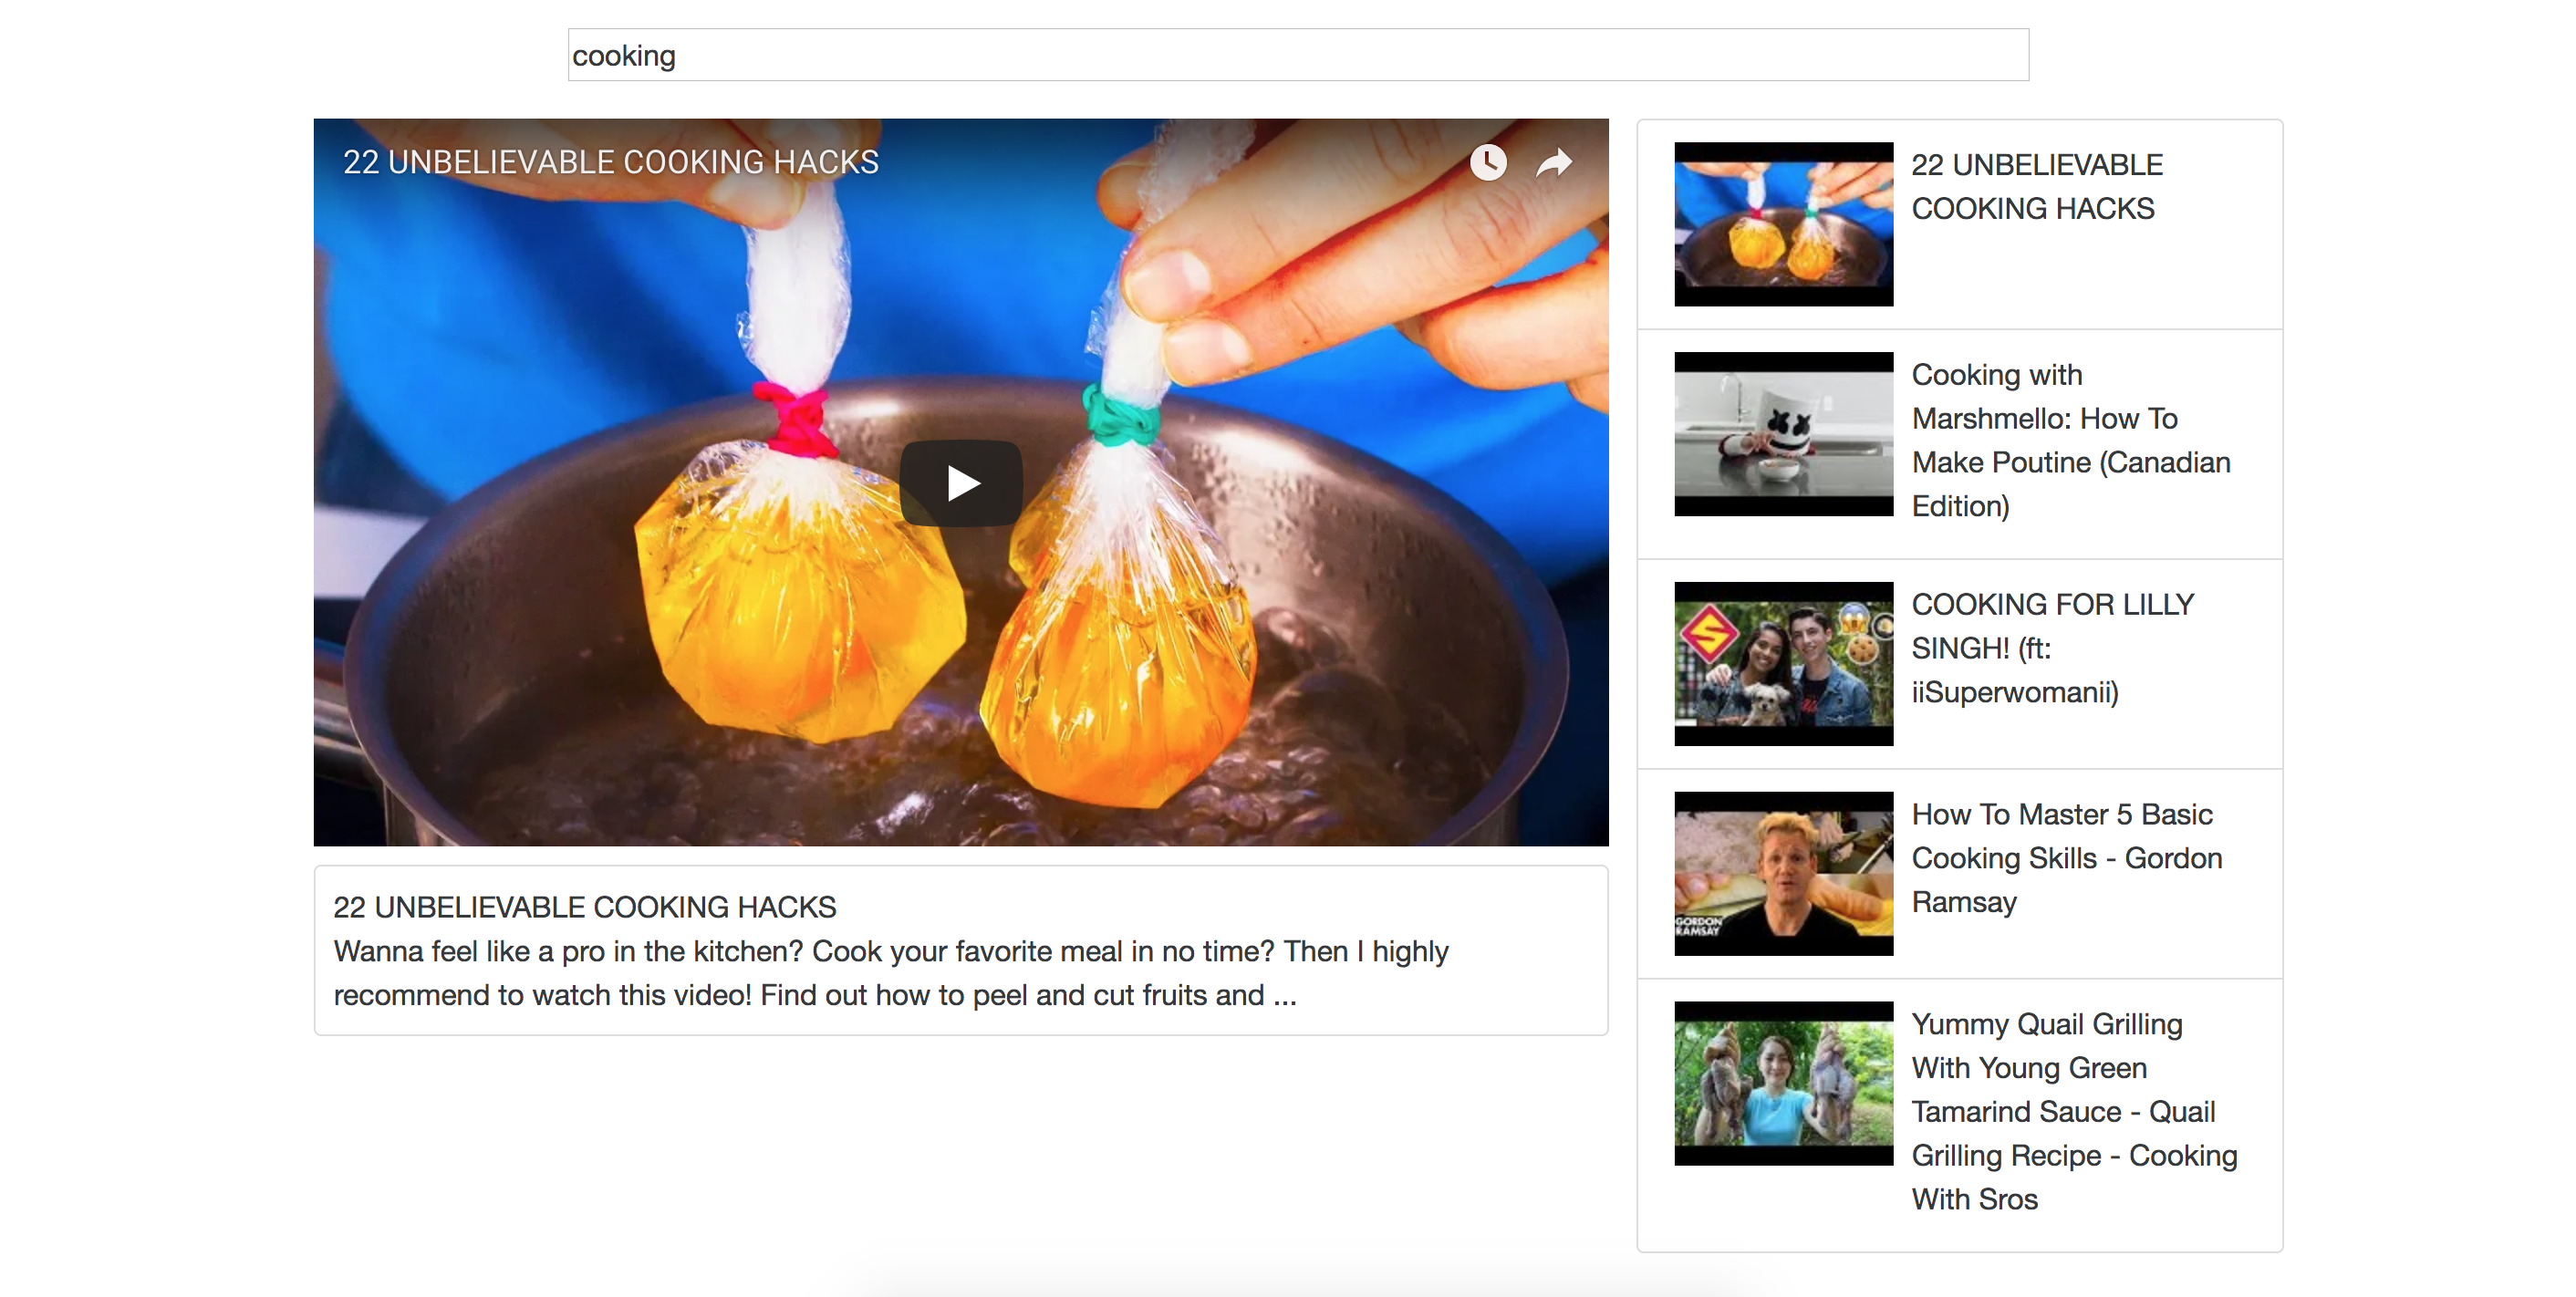 cooking
22 UNBELIEVABLE COOKING HACKS
22 UNBELIEVABLE COOKING HACKS
Wanna feel like a pro in the kitchen? Cook your favorite meal in no time? Then I highly
recommend to watch this video! Find out how to peel and cut fruits and ...
22 UNBELIEVABLE
COOKING HACKS
Cooking with
Marshmello: How To
Make Poutine (Canadian
Edition)
COOKING FOR LILLY
SINGH! (ft:
iiSuperwomanii)
S
GORDON
RAMSAY
How To Master 5 Basic
Cooking Skills - Gordon
Ramsay
Yummy Quail Grilling
With Young Green
Tamarind Sauce - Quail
Grilling Recipe - Cooking
With Sros